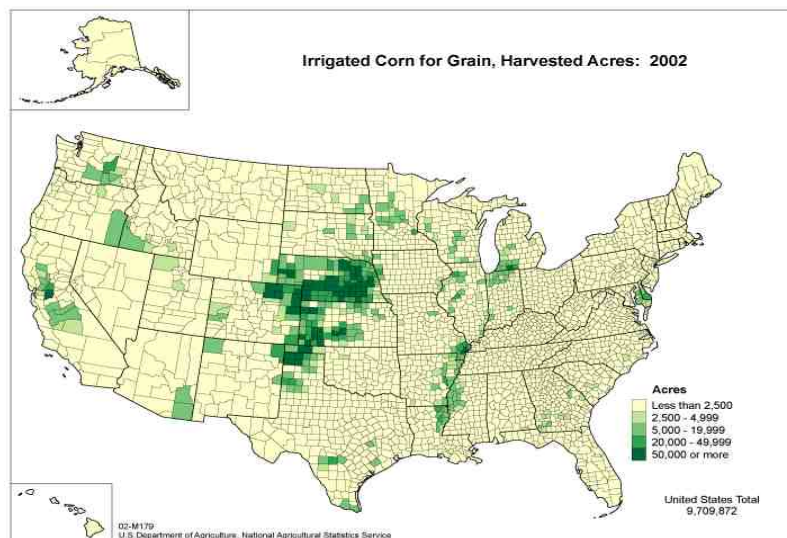 Irrigated Corn for Grain, Harvested Acres: 2002
Acres
Less than 2,500
2,500 - 4,999
5,000 - 19,999
20,000 - 49,999
50,000 or more
United States Total
9,709,872
02-M179
U.S.Department of Agriculture, National Agricultural Statistics Service